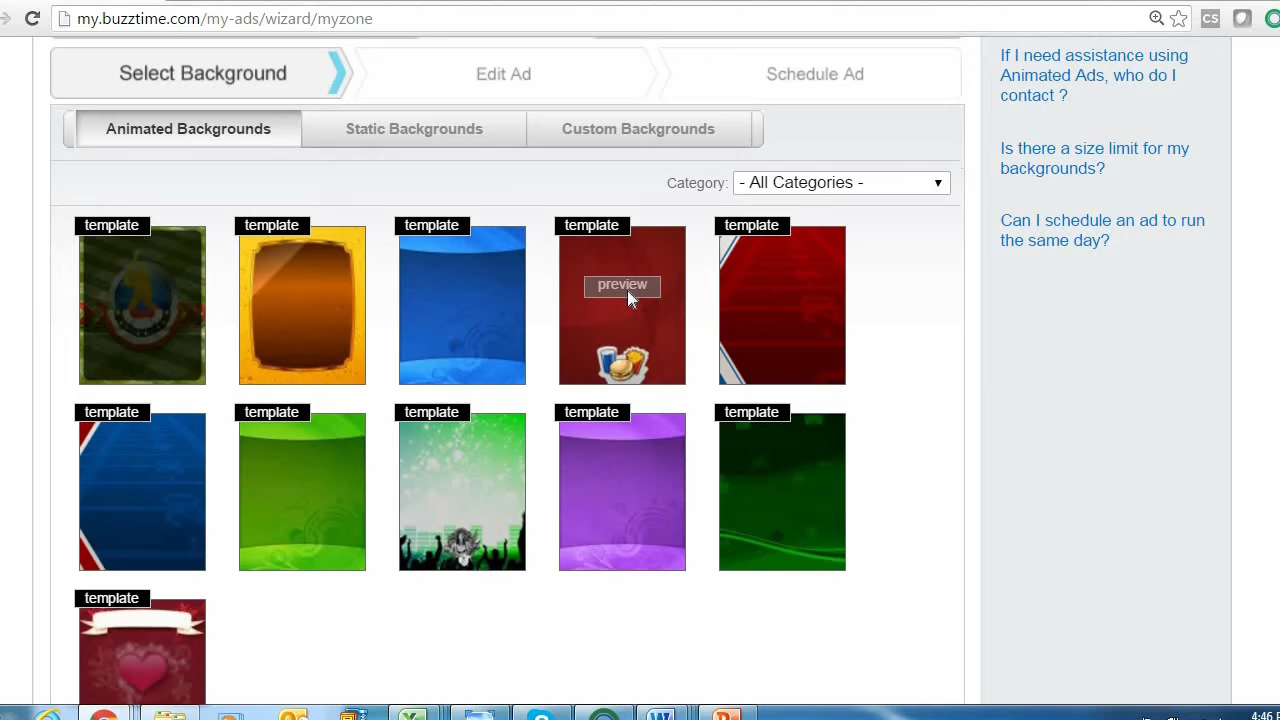 my.buzztime.com/my-ads/wizard/myzone
CS
Select Background
Edit Ad
Schedule Ad
If I need assistance using
Animated Ads, who do I
contact ?
Is there a size limit for my
backgrounds?
Can I schedule an ad to run
the same day?
Animated Backgrounds
Static Backgrounds
Custom Backgrounds
Category:
- All Categories -
template
template
template
template
template
preview
template
template
template
template
template
template
4:46